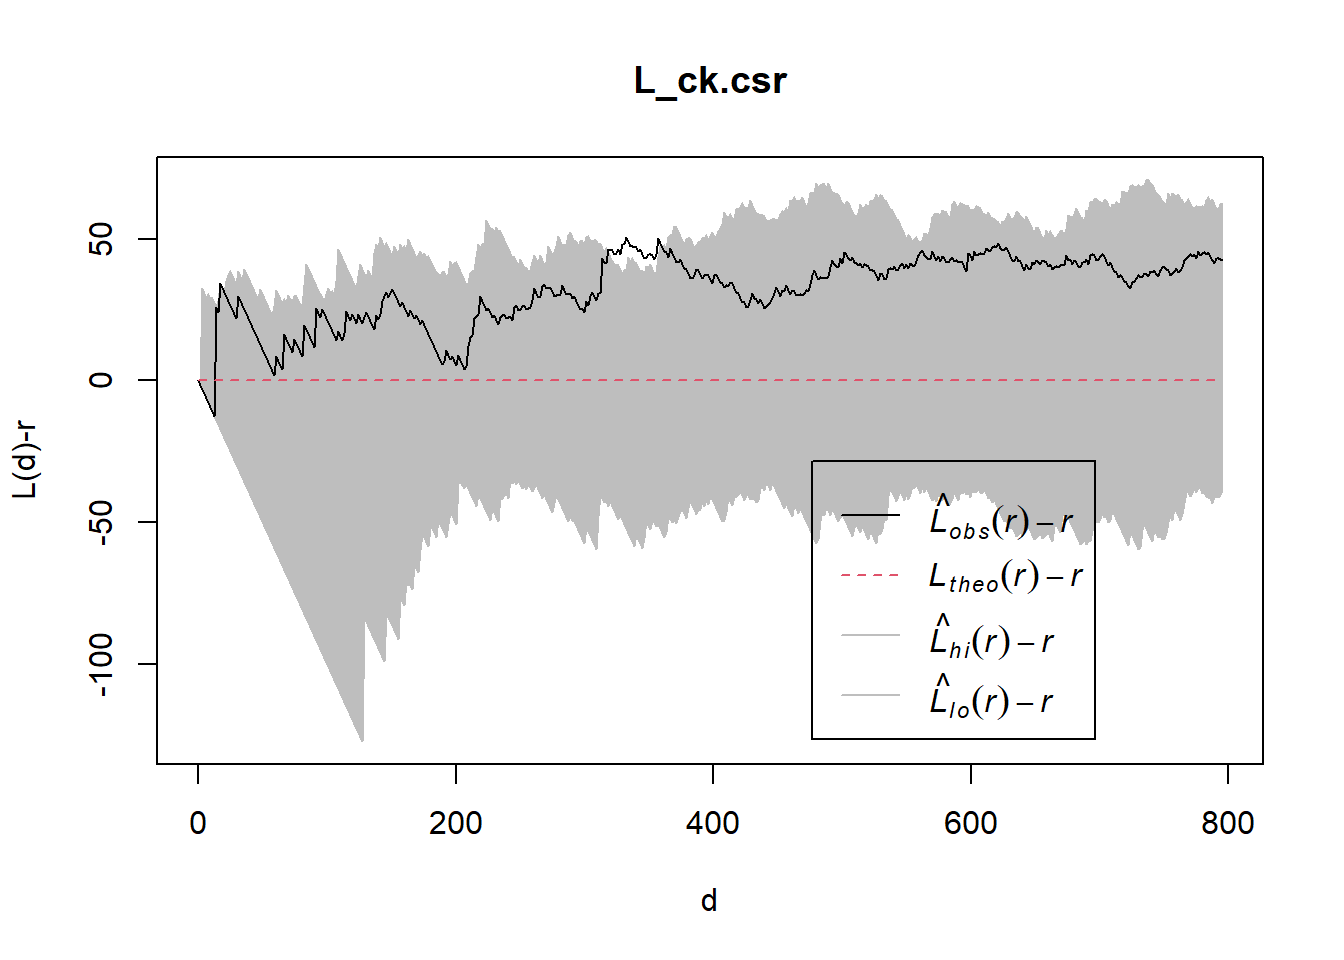 L_ck.csr
L(d)-r
50
0
-50
-100
0 200 400 600 800
d
L̂obs(r) – r
Ltheo(r) – r
L̂hi(r) – r
L̂lo(r) – r